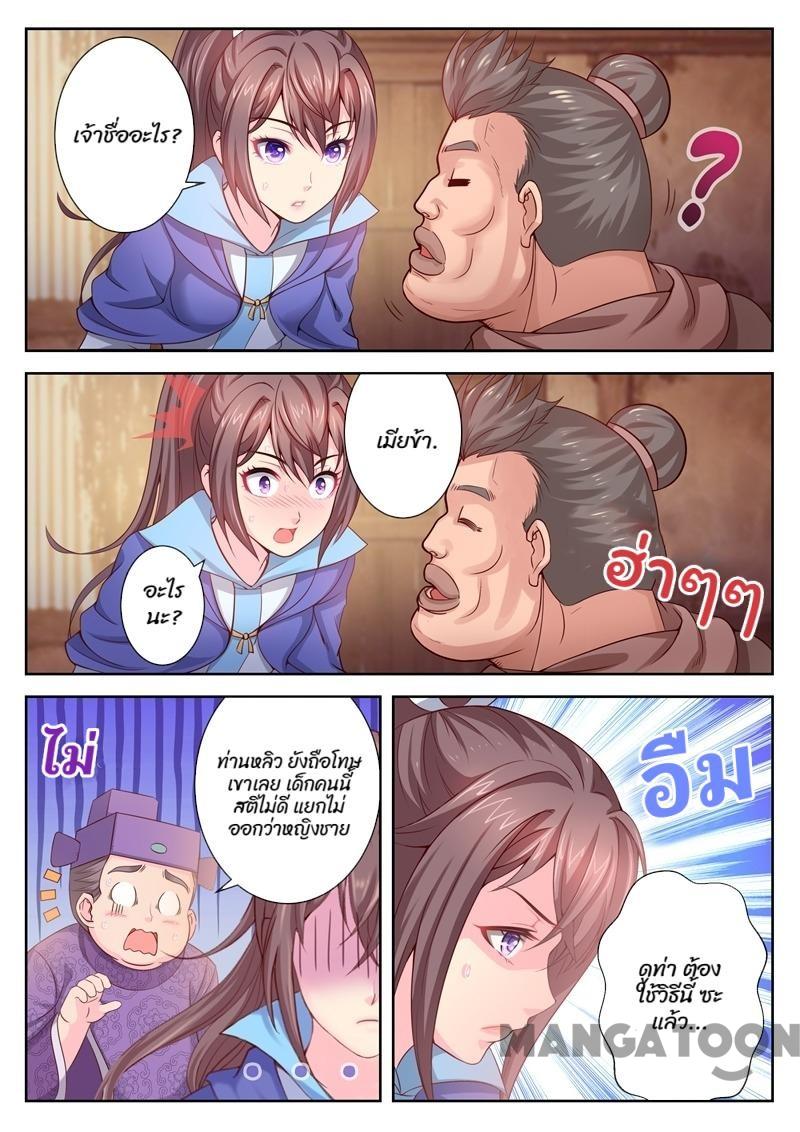 เจ้าชื่ออะไร?
?
เมียข้า.
อะไร
นะ?
ฮ่าๆๆ
ไม่
ท่านหลิว ยังถือโทษ
เขาเลย เด็กคนนี้
สติไม่ดี แยกไม่
ออกว่าหญิงชาย
อืม
ดูท่า ต้อง
ใช้วิธีนี้ ซะ
แล้ว...
MANGATOON